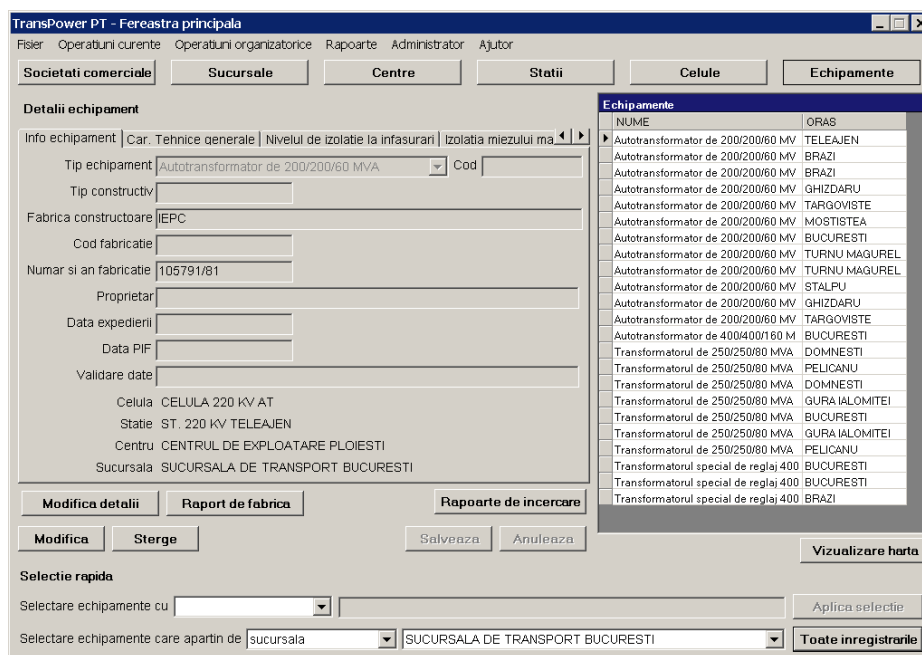 TransPower PT - Fereastra principala
Fisier Operatiuni curente Operatiuni organizatorice Rapoarte Administrator Ajutor
Societati comerciale Sucursale Centre Statii Celule Echipamente
Detalii echipament
Info echipament Car. Tehnice generale Nivelul de izolatie la infasurari Izolatia miezului ma
Tip echipament Autotransformator de 200/200/60 MVA Cod
Tip constructiv
Fabrica constructoare IEPC
Cod fabricatie
Numar si an fabricatie 105791/81
Proprietar
Data expedierii
Data PIF
Validare date
Celula CELULA 220 KV AT
Statie ST. 220 KV TELEAJEN
Centru CENTRUL DE EXPLOATARE PLOIESTI
Sucursala SUCURSALA DE TRANSPORT BUCURESTI
Modifica detalii Raport de fabrica Rapoarte de incercare
Modifica Sterge Salveaza Anuleaza
Echipamente
NUME ORAS
Autotransformator de 200/200/60 MV TELEAJEN
Autotransformator de 200/200/60 MV BRAZI
Autotransformator de 200/200/60 MV BRAZI
Autotransformator de 200/200/60 MV GHIZDARU
Autotransformator de 200/200/60 MV TARGOVISTE
Autotransformator de 200/200/60 MV MOSTISTEA
Autotransformator de 200/200/60 MV BUCURESTI
Autotransformator de 200/200/60 MV TURNU MAGUREL
Autotransformator de 200/200/60 MV TURNU MAGUREL
Autotransformator de 200/200/60 MV STALPU
Autotransformator de 200/200/60 MV GHIZDARU
Autotransformator de 200/200/60 MV TARGOVISTE
Autotransformator de 400/400/160 M BUCURESTI
Transformatorul de 250/250/80 MVA DOMNESTI
Transformatorul de 250/250/80 MVA PELICANU
Transformatorul de 250/250/80 MVA DOMNESTI
Transformatorul de 250/250/80 MVA GURA IALOMITEI
Transformatorul de 250/250/80 MVA BUCURESTI
Transformatorul de 250/250/80 MVA GURA IALOMITEI
Transformatorul de 250/250/80 MVA PELICANU
Transformatorul special de reglaj 400 BUCURESTI
Transformatorul special de reglaj 400 BUCURESTI
Transformatorul special de reglaj 400 BRAZI
Vizualizare harta
Selectie rapida
Selectare echipamente cu Aplica selectie
Selectare echipamente care apartin de sucursala SUCURSALA DE TRANSPORT BUCURESTI Toate inregistrarile